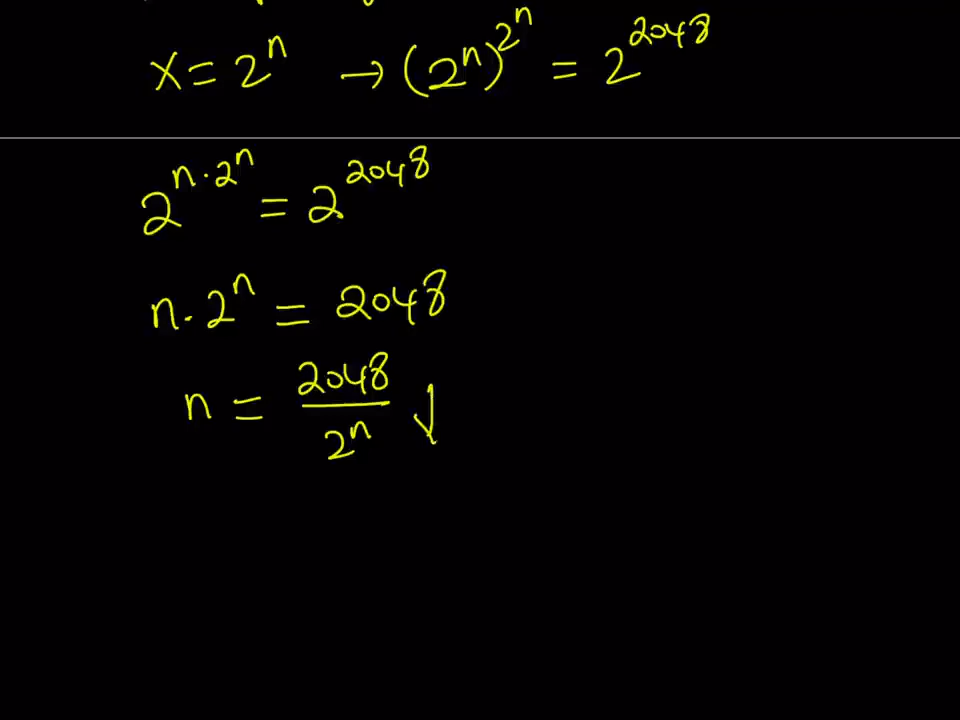 x = 2^n → (2^n)^2^n = 2^2048
2^n·2^n = 2^2048
n · 2^n = 2048
n = 2048/2^n ↓